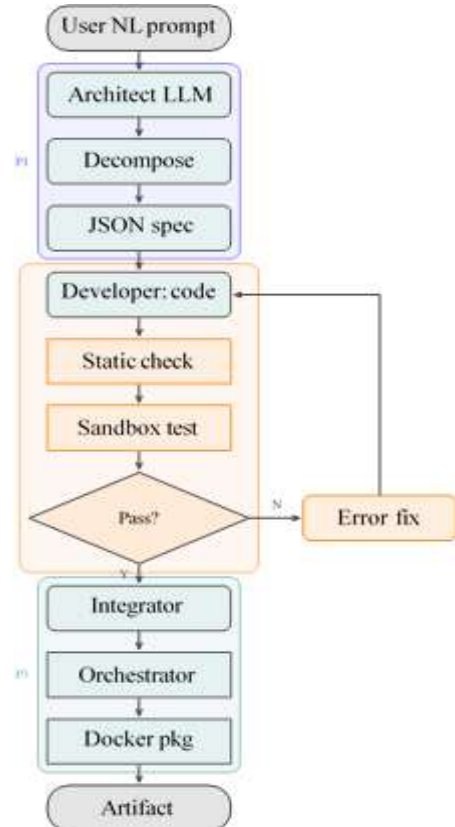 User NL prompt
Architect LLM
P1
Decompose
JSON spec
Developer: code
Static check
Sandbox test
Pass?
N
Error fix
Y
Integrator
Orchestrator
Docker pkg
Artifact